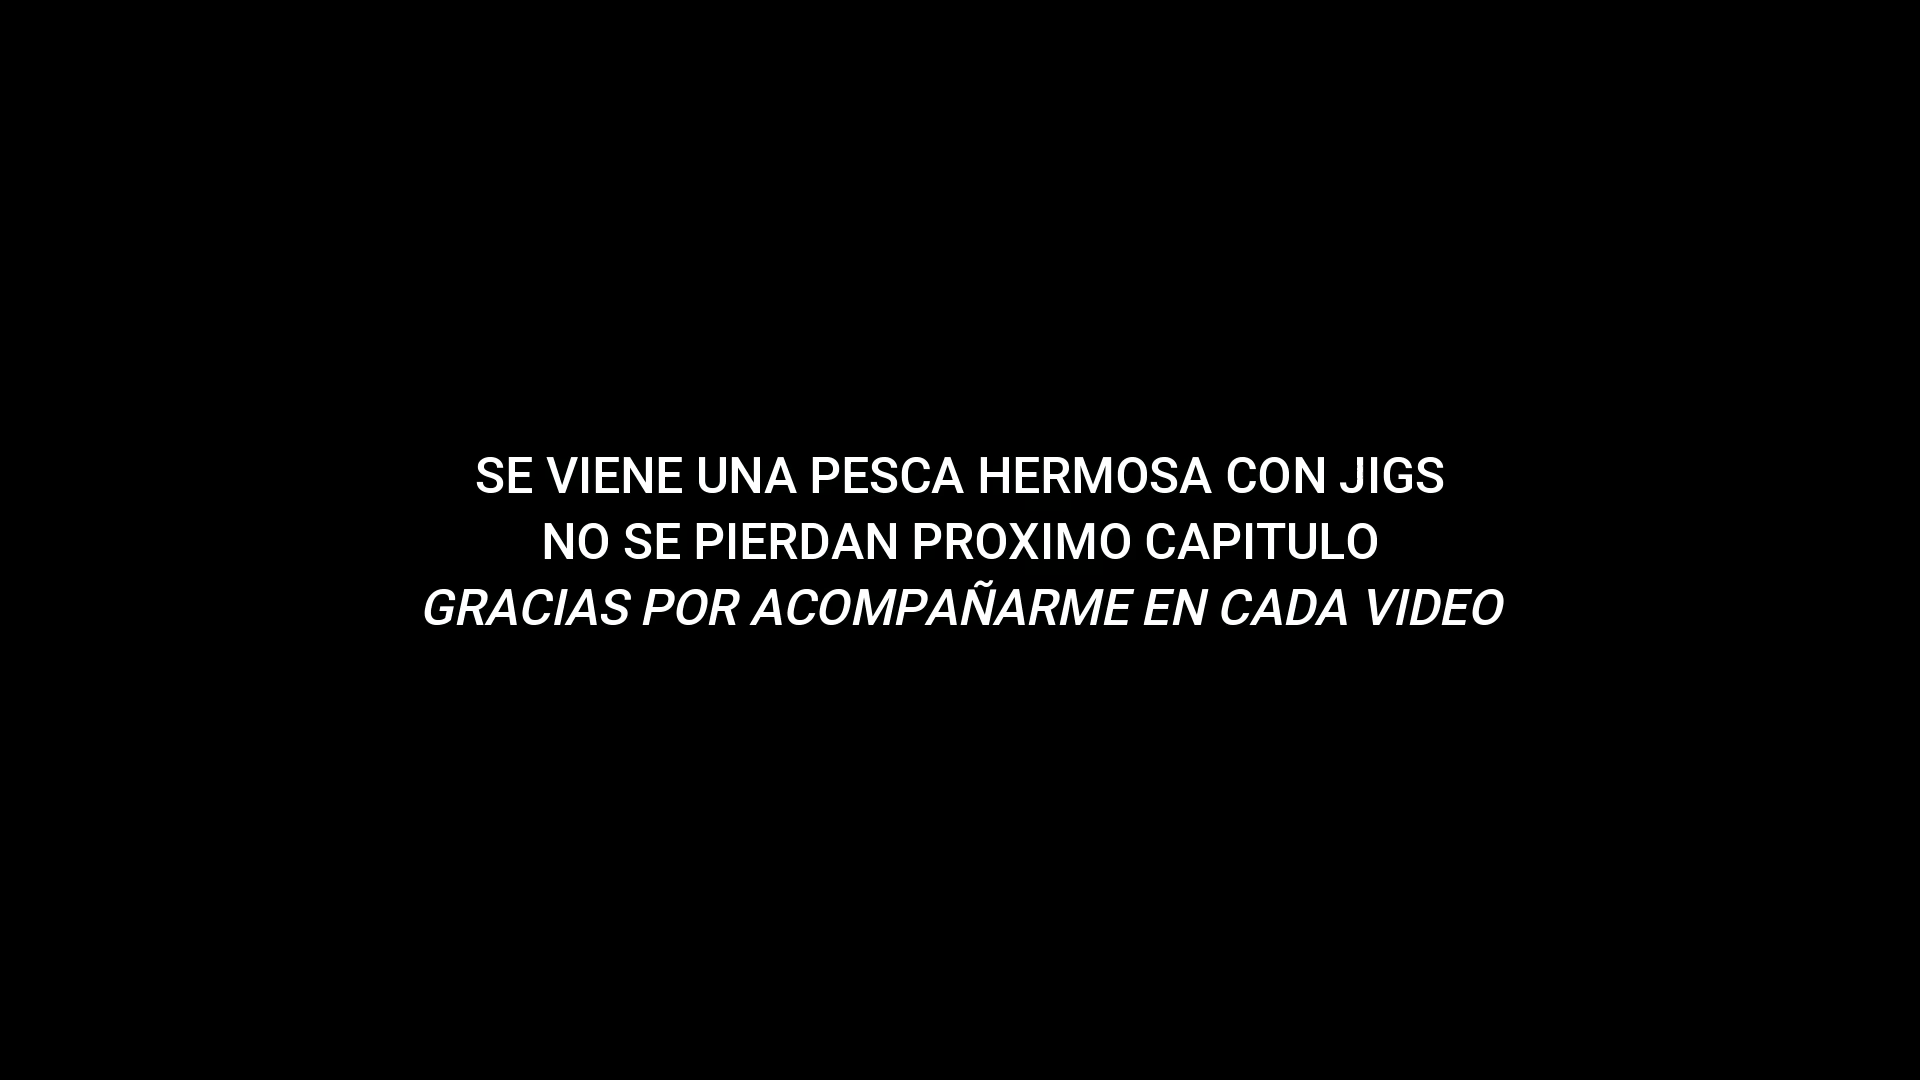 SE VIENE UNA PESCA HERMOSA CON JIGS
NO SE PIERDAN PROXIMO CAPITULO
GRACIAS POR ACOMPAÑARME EN CADA VIDEO